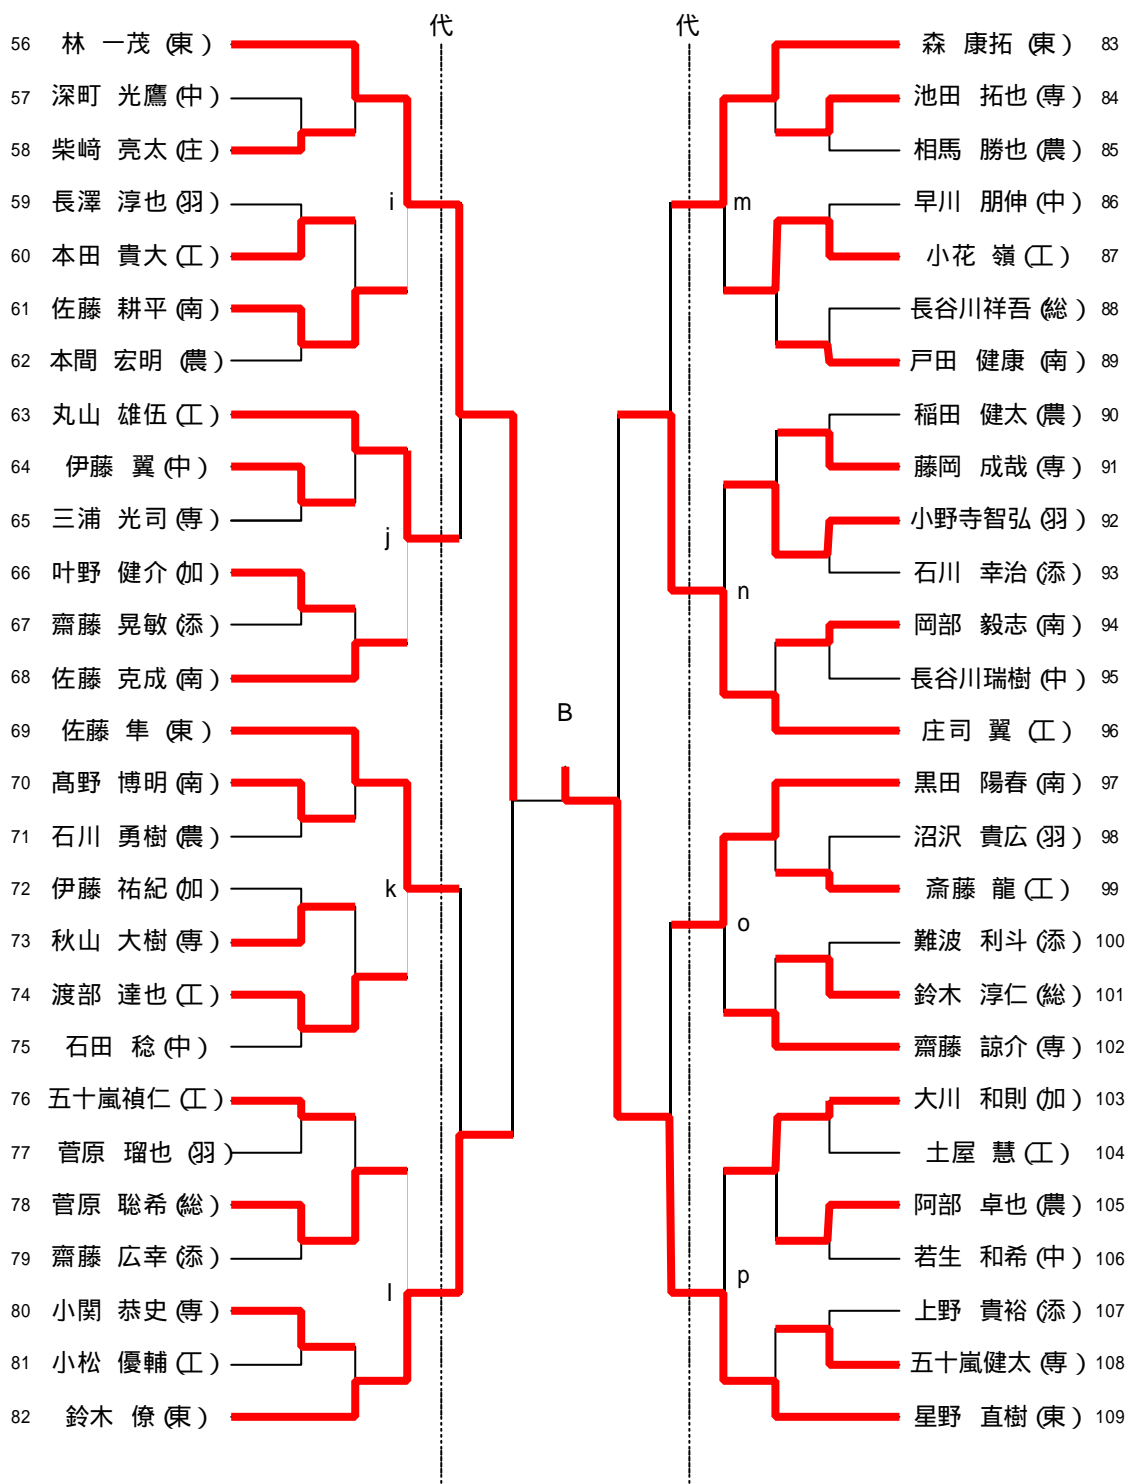 代 代
56 林 一茂 (東)
57 深町 光鷹 (中)
58 柴﨑 亮太 (庄)
59 長澤 淳也 (羽)
i
60 本田 貴大 (工)
61 佐藤 耕平 (南)
62 本間 宏明 (農)
63 丸山 雄伍 (工)
64 伊藤 翼 (中)
65 三浦 光司 (専)
j
66 叶野 健介 (加)
67 齋藤 晃敏 (添)
68 佐藤 克成 (南)
69 佐藤 隼 (東)
70 髙野 博明 (南)
71 石川 勇樹 (農)
72 伊藤 祐紀 (加)
k
73 秋山 大樹 (専)
74 渡部 達也 (工)
75 石田 稔 (中)
76 五十嵐禎仁 (工)
77 菅原 瑠也 (羽)
78 菅原 聡希 (総)
79 齋藤 広幸 (添)
l
80 小関 恭史 (専)
81 小松 優輔 (工)
82 鈴木 僚 (東)
B
森 康拓 (東) 83
池田 拓也 (専) 84
相馬 勝也 (農) 85
早川 朋伸 (中) 86
m
小花 嶺 (工) 87
長谷川祥吾 (総) 88
戸田 健康 (南) 89
稲田 健太 (農) 90
藤岡 成哉 (専) 91
小野寺智弘 (羽) 92
石川 幸治 (添) 93
n
岡部 毅志 (南) 94
長谷川瑞樹 (中) 95
庄司 翼 (工) 96
黒田 陽春 (南) 97
沼沢 貴広 (羽) 98
斎藤 龍 (工) 99
o
難波 利斗 (添) 100
鈴木 淳仁 (総) 101
齋藤 諒介 (専) 102
大川 和則 (加) 103
土屋 慧 (工) 104
阿部 卓也 (農) 105
若生 和希 (中) 106
p
上野 貴裕 (添) 107
五十嵐健太 (専) 108
星野 直樹 (東) 109